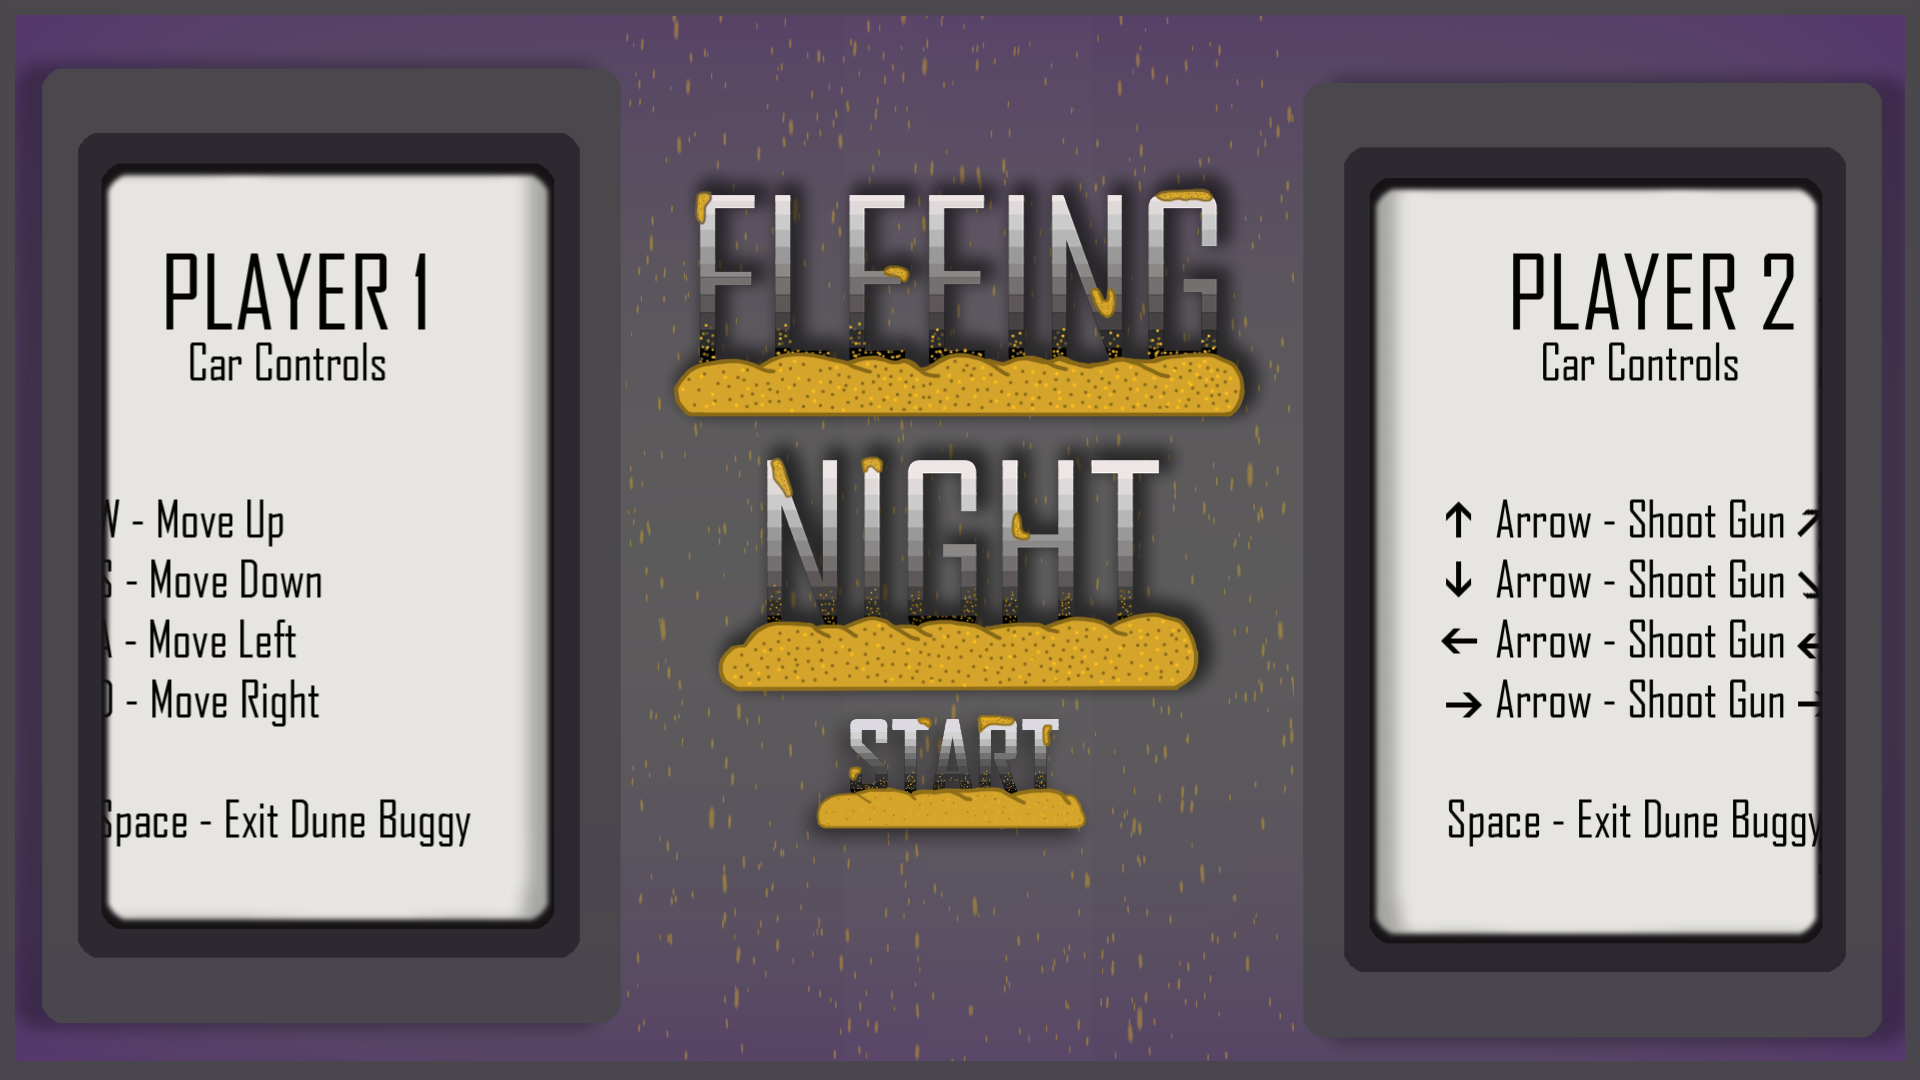 PLAYER 1
Car Controls
W - Move Up
S - Move Down
A - Move Left
D - Move Right
Space - Exit Dune Buggy
FLEEING
NIGHT
START
PLAYER 2
Car Controls
↑ Arrow - Shoot Gun ↗
↓ Arrow - Shoot Gun ↘
← Arrow - Shoot Gun ←
→ Arrow - Shoot Gun →
Space - Exit Dune Buggy